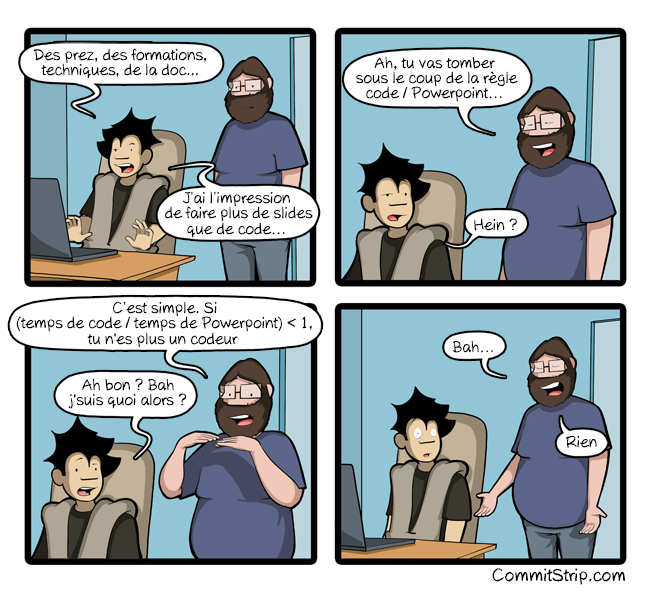 Des prez, des formations,
techniques, de la doc...
J'ai l'impression
de faire plus de slides
que de code...
Ah, tu vas tomber
sous le coup de la règle
code / Powerpoint...
Hein ?
C'est simple. Si
(temps de code / temps de Powerpoint) < 1,
tu n'es plus un codeur
Ah bon ? Bah
j'suis quoi alors ?
Bah...
Rien
CommitStrip.com